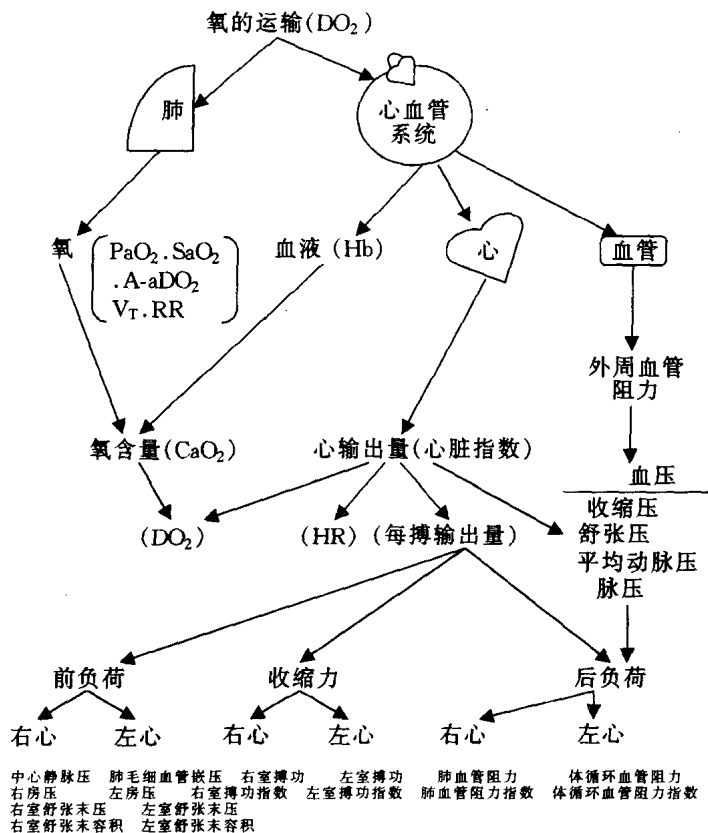 氧的运输(DO₂)
肺
心血管
系统
氧
PaO₂.SaO₂
.A-aDO₂
V_T.RR
血液(Hb)
心
血管
外周血管
阻力
氧含量(CaO₂)
心输出量(心脏指数)
血压
(DO₂)
(HR)
(每搏输出量)
收缩压
舒张压
平均动脉压
脉压
前负荷
收缩力
后负荷
右心
左心
右心
左心
右心
左心
中心静脉压 肺毛细血管嵌压 右室搏功 左室搏功 肺血管阻力 体循环血管阻力
右房压 左房压 右室搏功指数 左室搏功指数 肺血管阻力指数 体循环血管阻力指数
右室舒张末压 左室舒张末压
右室舒张末容积 左室舒张末容积